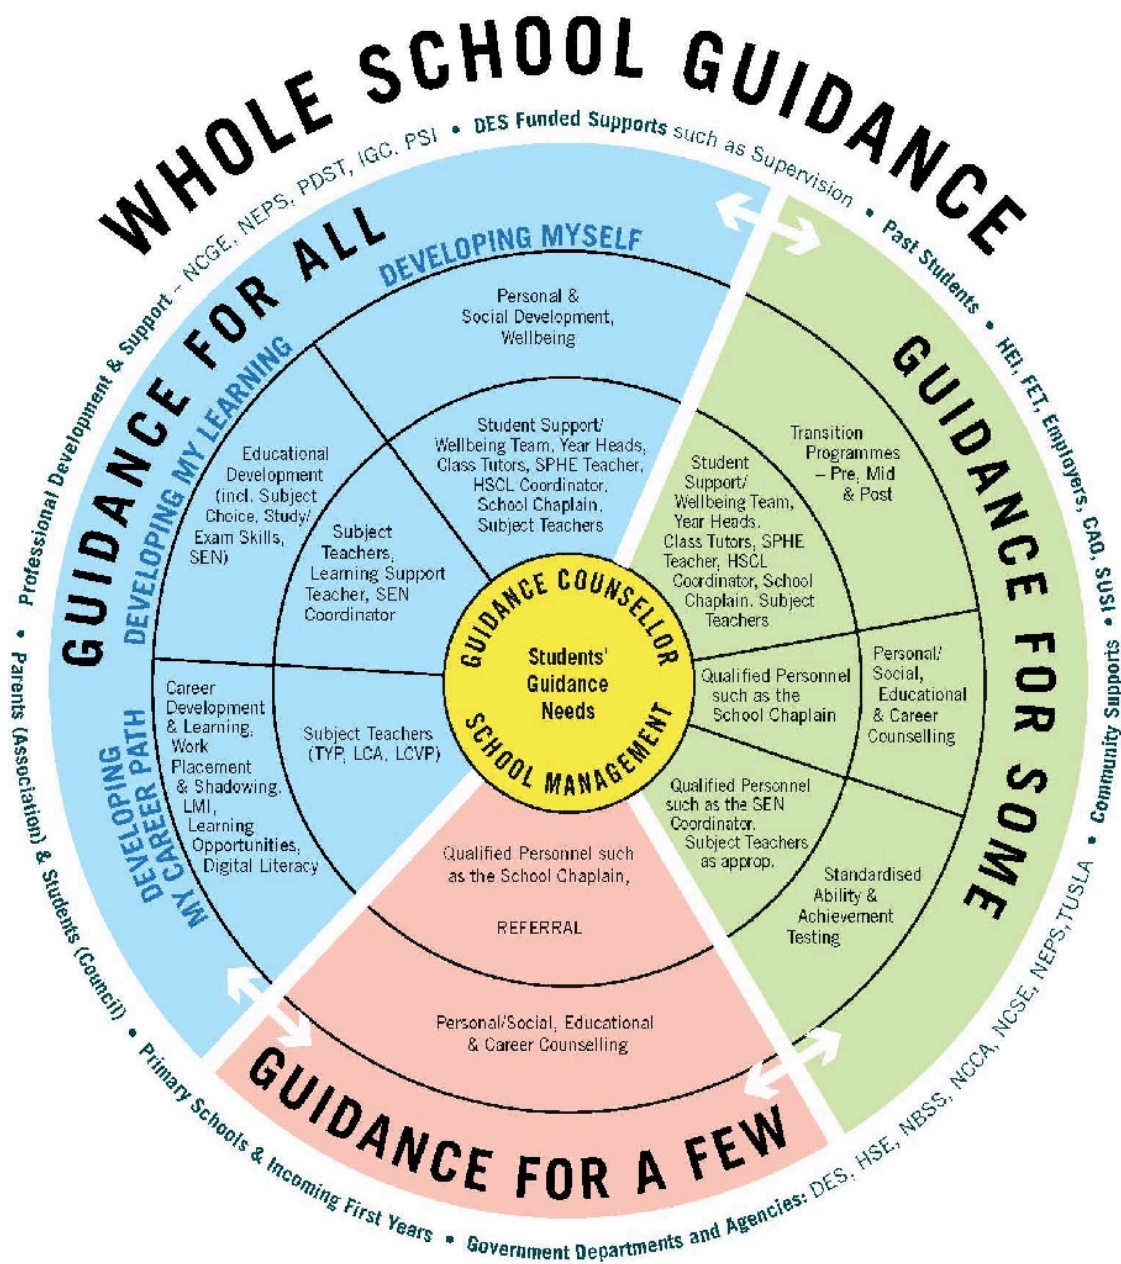 WHOLE SCHOOL GUIDANCE
• Professional Development & Support – NCGE, NEPS, PDST, IGC, PSI • DES Funded Supports such as Supervision • Past Students • HEI, FET, Employers, CAO, SUSI • Community Supports • Government Departments and Agencies: DES, HSE, NBSS, NCCA, NCSE, NEPS,TUSLA • Primary Schools & Incoming First Years • Parents (Association) & Students (Council)
GUIDANCE FOR ALL
DEVELOPING MYSELF
Personal &
Social Development,
Wellbeing
Student Support/
Wellbeing Team, Year Heads,
Class Tutors, SPHE Teacher,
HSCL Coordinator,
School Chaplain,
Subject Teachers
DEVELOPING MY LEARNING
Educational
Development
(incl. Subject
Choice, Study/
Exam Skills,
SEN)
Subject
Teachers,
Learning Support
Teacher, SEN
Coordinator
DEVELOPING
MY CAREER PATH
Career
Development
& Learning,
Work
Placement
& Shadowing,
LMI,
Learning
Opportunities,
Digital Literacy
Subject Teachers
(TYP, LCA, LCVP)
GUIDANCE FOR SOME
Transition
Programmes
– Pre, Mid
& Post
Student
Support/
Wellbeing Team,
Year Heads.
Class Tutors, SPHE
Teacher, HSCL
Coordinator, School
Chaplain. Subject
Teachers
Personal/
Social,
Educational
& Career
Counselling
Qualified Personnel
such as the
School Chaplain
Standardised
Ability &
Achievement
Testing
Qualified Personnel
such as the SEN
Coordinator.
Subject Teachers
as approp.
GUIDANCE COUNSELLOR
Students'
Guidance
Needs
SCHOOL MANAGEMENT
Qualified Personnel such
as the School Chaplain,
REFERRAL
Personal/Social, Educational
& Career Counselling
GUIDANCE FOR A FEW